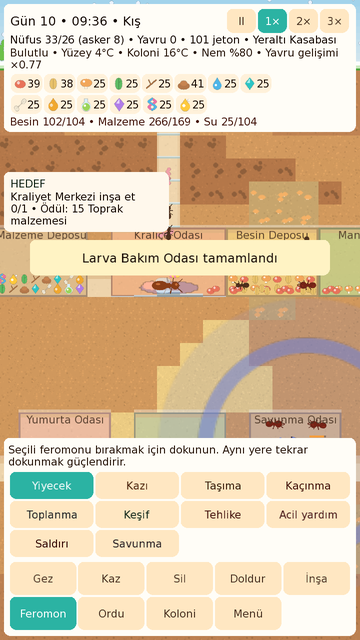 Gün 10 • 09:36 • Kış
II
1×
2×
3×
Nüfus 33/26 (asker 8) • Yavru 0 • 101 jeton • Yeraltı Kasabası
Bulutlu • Yüzey 4°C • Koloni 16°C • Nem %80 • Yavru gelişimi
×0.77
39 38 25 25 25 41 25 25
25 25 25 25 25 25
Besin 102/104 • Malzeme 266/169 • Su 25/104
HEDEF
Kraliyet Merkezi inşa et
0/1 • Ödül: 15 Toprak
malzemesi
Malzeme Deposu
Kraliçe Odası
Besin Deposu
Man
Larva Bakım Odası tamamlandı
Yumurta Odası
Savunma Odası
Seçili feromonu bırakmak için dokunun. Aynı yere tekrar
dokunmak güçlendirir.
Yiyecek
Kazı
Taşıma
Kaçınma
Toplanma
Keşif
Tehlike
Acil yardım
Saldırı
Savunma
Gez
Kaz
Sil
Doldur
İnşa
Feromon
Ordu
Koloni
Menü